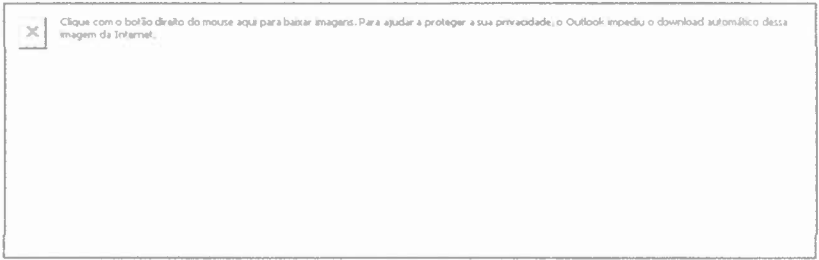 Clique com o botão direito do mouse aqui para baixar imagens. Para ajudar a proteger a sua privacidade, o Outlook impediu o download automático dessa
imagem da Internet.